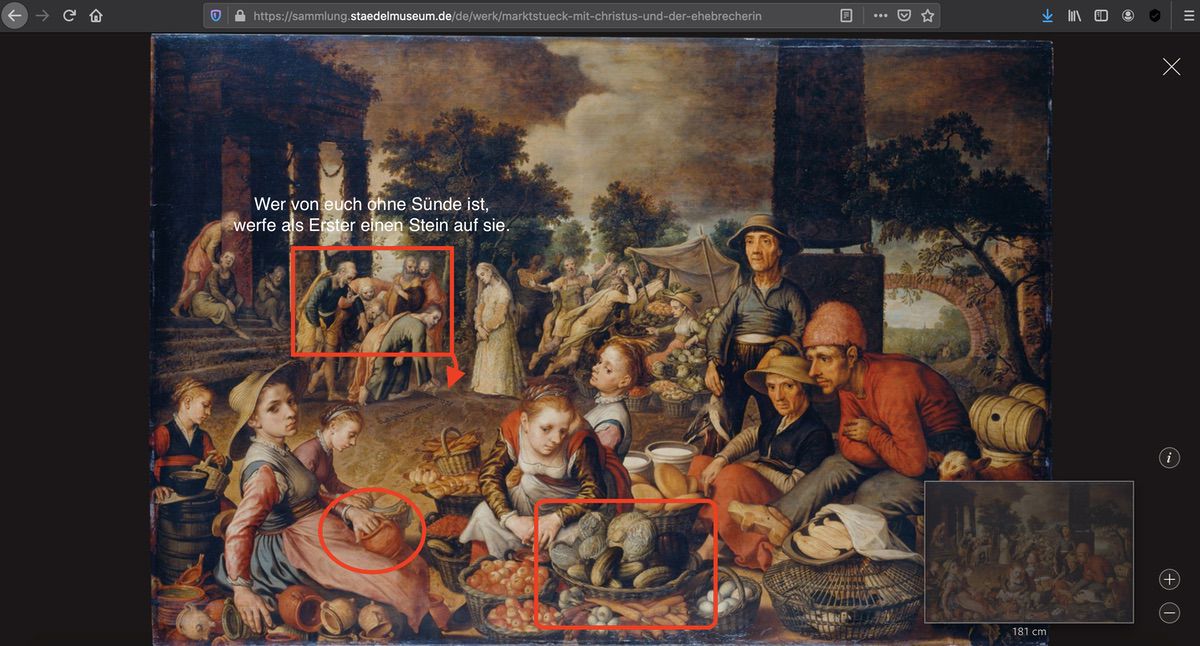 https://sammlung.staedelmuseum.de/de/werk/marktstueck-mit-christus-und-der-ehebrecherin
Wer von euch ohne Sünde ist,
werfe als Erster einen Stein auf sie.
i
181 cm